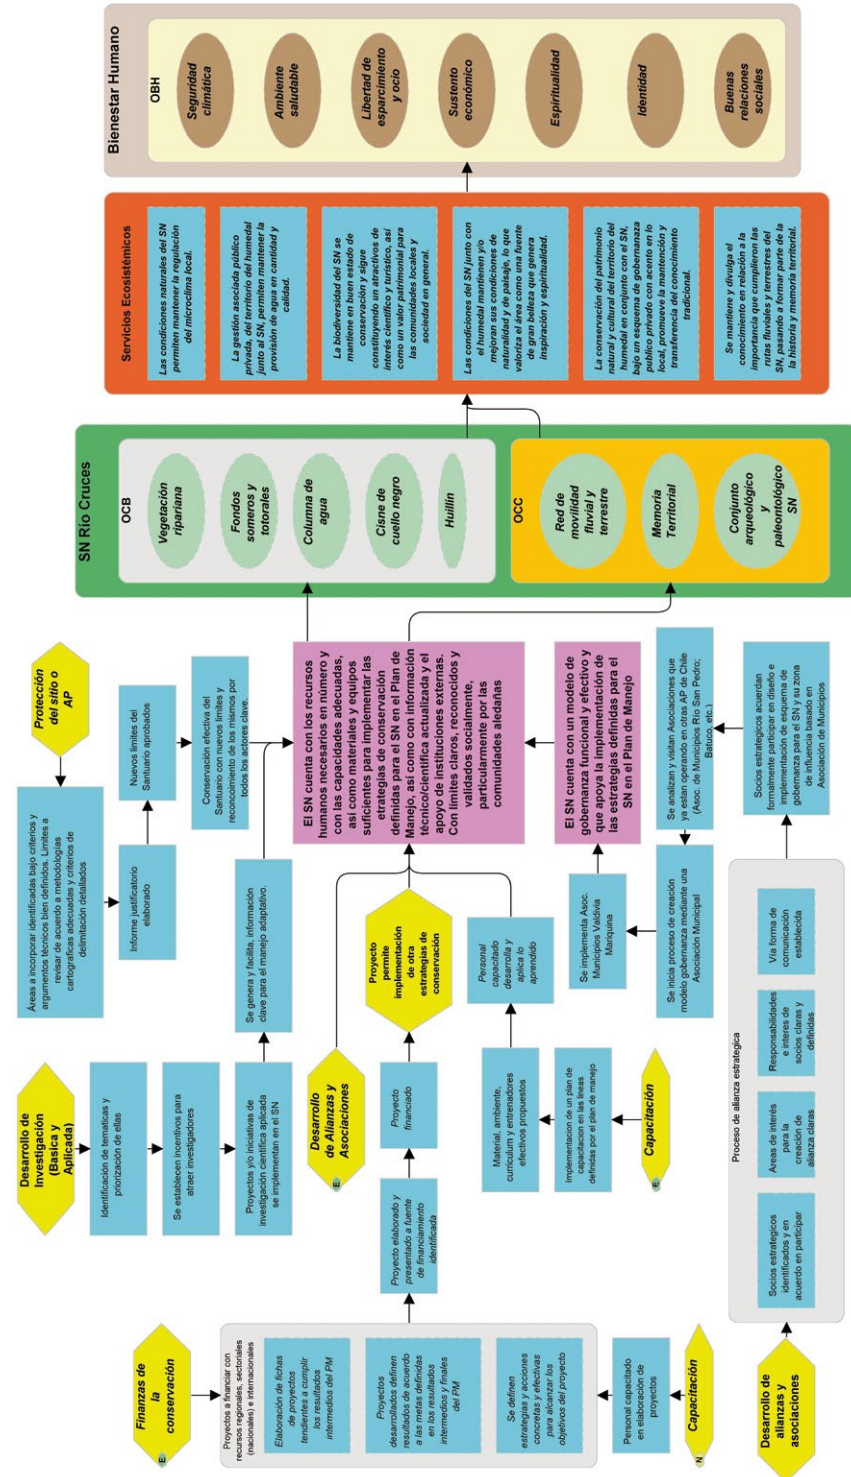 Finanzas de
la
conservación
E
Proyectos a financiar con
recursos regionales, sectoriales
(nacionales) e internacionales
Elaboración de fichas
de proyectos
tendientes a cumplir
los resultados
intermedios del PM
Proyectos
desarrollados definen
resultados de acuerdo
a las metas definidas
en los resultados
intermedios y finales
del PM
Se definen
estrategias y acciones
concretas y efectivas
para alcanzar los
objetivos del proyecto
Personal capacitado
en elaboración de
proyectos
Capacitación
N
Desarrollo de
alianzas y
asociaciones
Desarrollo de
Investigación
(Basica y
Aplicada)
Identificación de tematicas y
priorización de ellas
Se establecen incentivos para
atraer investigadores
Proyectos y/o iniciativas de
investigación científica aplicada
se implementan en el SN
Se genera y facilita, información
clave para el manejo adaptativo.
Protección
del sitio o
AP
Áreas a incorporar identificadas bajo criterios y
argumentos técnicos bien definidos. Limites a
revisar de acuerdo a metodologías
cartograficas adecuadas y criterios de
delimitación detallados
Informe justificatorio
elaborado
Nuevos limites del
Santuario aprobados
Conservación efectiva del
Santuario con nuevos limites y
reconcimiento de los mismos por
todos los actores clave.
Desarrollo
de Alianzas y
Asociaciones
E
Proyecto elaborado y
presentado a fuente
de financiamiento
identificada
Proyecto
financiado
Proyecto
permite
implementación
de otra
estrategias de
conservación
Capacitación
E
Implementacion de un plan de
capacitacion en las lineas
definidas por el plan de manejo
Material, ambiente,
curriculum y entrenadores
efectivos propuestos
Personal
capacitado
desarrolla y
aplica lo
aprendido
Proceso de alianza estrategica
Socios estrategicos
identificados y en
acuerdo en participar
Areas de interés
para la
creación de
alianza claras
Responsabilidades
e interes de
socios claras y
definidas
Vía forma de
comunicación
establecida
Socios estrategicos acuerdan
formalmente participar en diseño e
implementación de esquema de
gobernanza para el SN y su zona
de influencia basado en
Asociación de Municipios
Se analizan y visitan Asociaciones que
ya estan operando en otras AP de Chile
(Asoc. de Municipios Río San Pedro;
Batuco, etc.)
Se inicia proceso de creación
modelo gobernanza mediante una
Asociación Municipal
Se implementa Asoc.
Municipios Valdivia
Mariquina
El SN cuenta con los recursos
humanos necesarios en número y
con las capacidades adecuadas,
así como materiales y equipos
suficientes para implementar las
etrategias de conservación
definidas para el SN en el Plan de
Manejo, así como con información
técnico/científica actualizada y el
apoyo de instituciones externas.
Con limites claros, reconocidos y
validados socialmente,
particularmente por las
comunidades aledañas
El SN cuenta con un modelo de
gobernanza funcional y efectivo y
que apoya la implementación de
las estrategias definidas para el
SN en el Plan de Manejo
SN Río Cruces
OCB
Vegetación
ripariana
Fondos
someros y
totorales
Columna de
agua
Cisne de
cuello negro
Huillín
OCC
Red de
movilidad
fluvial y
terrestre
Memoria
Territorial
Conjunto
arqueológico
y
paleontológico
SN
Servicios Ecosistémicos
Las condiciones naturales del SN
permiten mantener la regulación
del microclima local.
La gestión asociada público
privada, del territorio del humedal
junto al SN, permiten mantener la
provisión de agua en cantidad y
calidad.
La biodiversidad del SN se
mantiene en buen estado de
conservación y sigue
constituyendo un atractivos de
interés científico y turístico, así
como un valor patrimonial para
las comunidades locales y
sociedad en general.
Las condiciones del SN junto con
el humedal mantienen y/o
mejoran sus condiciones de
naturalidad y de paisaje, lo que
valoriza el área como una fuente
de gran belleza que genera
inspiración y espiritualidad.
La conservación del patrimonio
natural y cultural del territorio del
humedal en conjunto con el SN,
bajo un esquema de gobernanaza
publico privado con acento en lo
local, promueve la mantención y
transferencia del conocimiento
tradicional.
Se mantiene y divulga el
conocimiento en relación a la
importancia que cumplieron las
rutas fluviales y terrestres del
SN, pasando a formar parte de la
la historia y memoria territorial.
Bienestar Humano
OBH
Seguridad
climática
Ambiente
saludable
Libertad de
esparcimiento
y ocio
Sustento
económico
Espiritualidad
Identidad
Buenas
relaciones
sociales